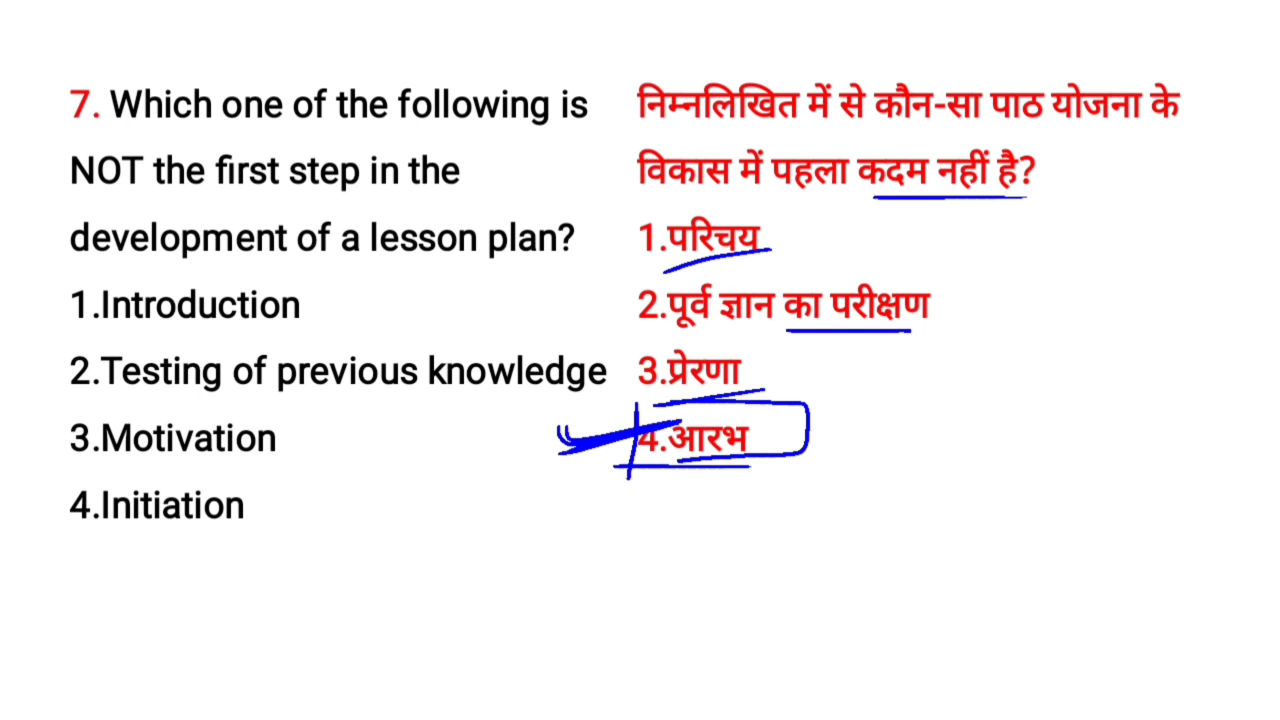 7. Which one of the following is
NOT the first step in the
development of a lesson plan?
1.Introduction
2.Testing of previous knowledge
3.Motivation
4.Initiation
निम्नलिखित में से कौन-सा पाठ योजना के
विकास में पहला कदम नहीं है?
1.परिचय
2.पूर्व ज्ञान का परीक्षण
3.प्रेरणा
4.आरभ